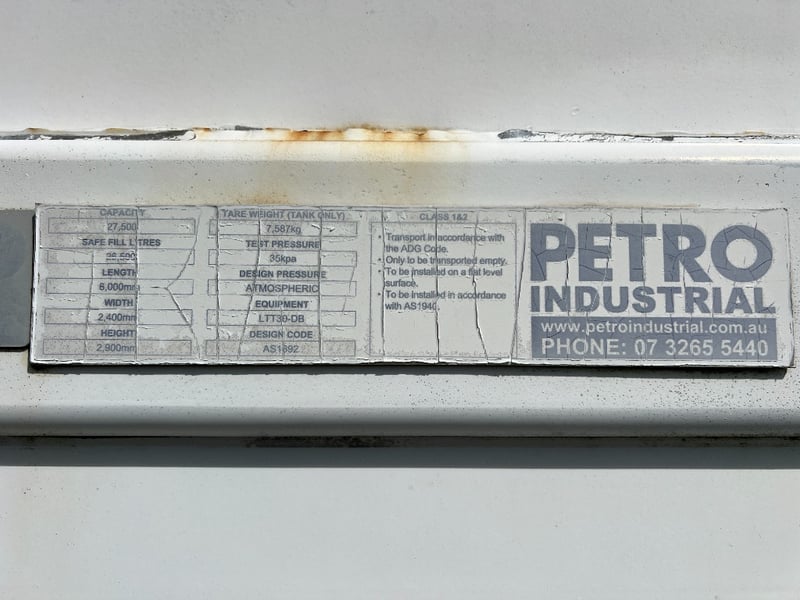 CAPACITY
27,500
SAFE FILL LITRES
26,500
LENGTH
6,000mm
WIDTH
2,400mm
HEIGHT
2,900mm
TARE WEIGHT (TANK ONLY)
7,587kg
TEST PRESSURE
35kpa
DESIGN PRESSURE
ATMOSPHERIC
EQUIPMENT
LTT30-DB
DESIGN CODE
AS1692
CLASS 1&2
• Transport in accordance with
the ADG Code.
• Only to be transported empty.
• To be installed on a flat level
surface.
• To be installed in accordance
with AS1940.
PETRO
INDUSTRIAL
www.petroindustrial.com.au
PHONE: 07 3265 5440